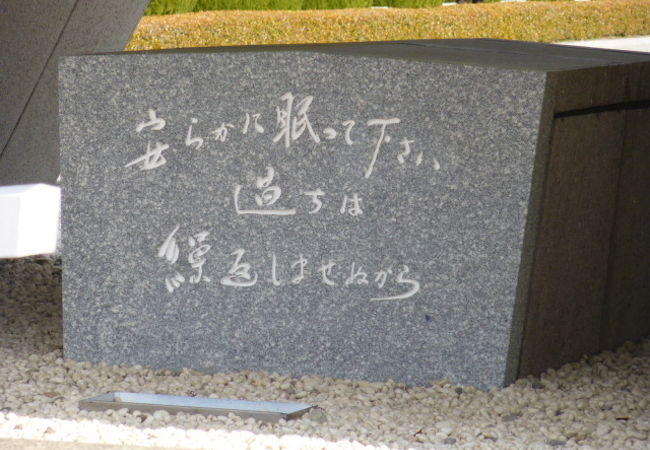 安らかに眠って下さい
過ちは
繰返しませぬから